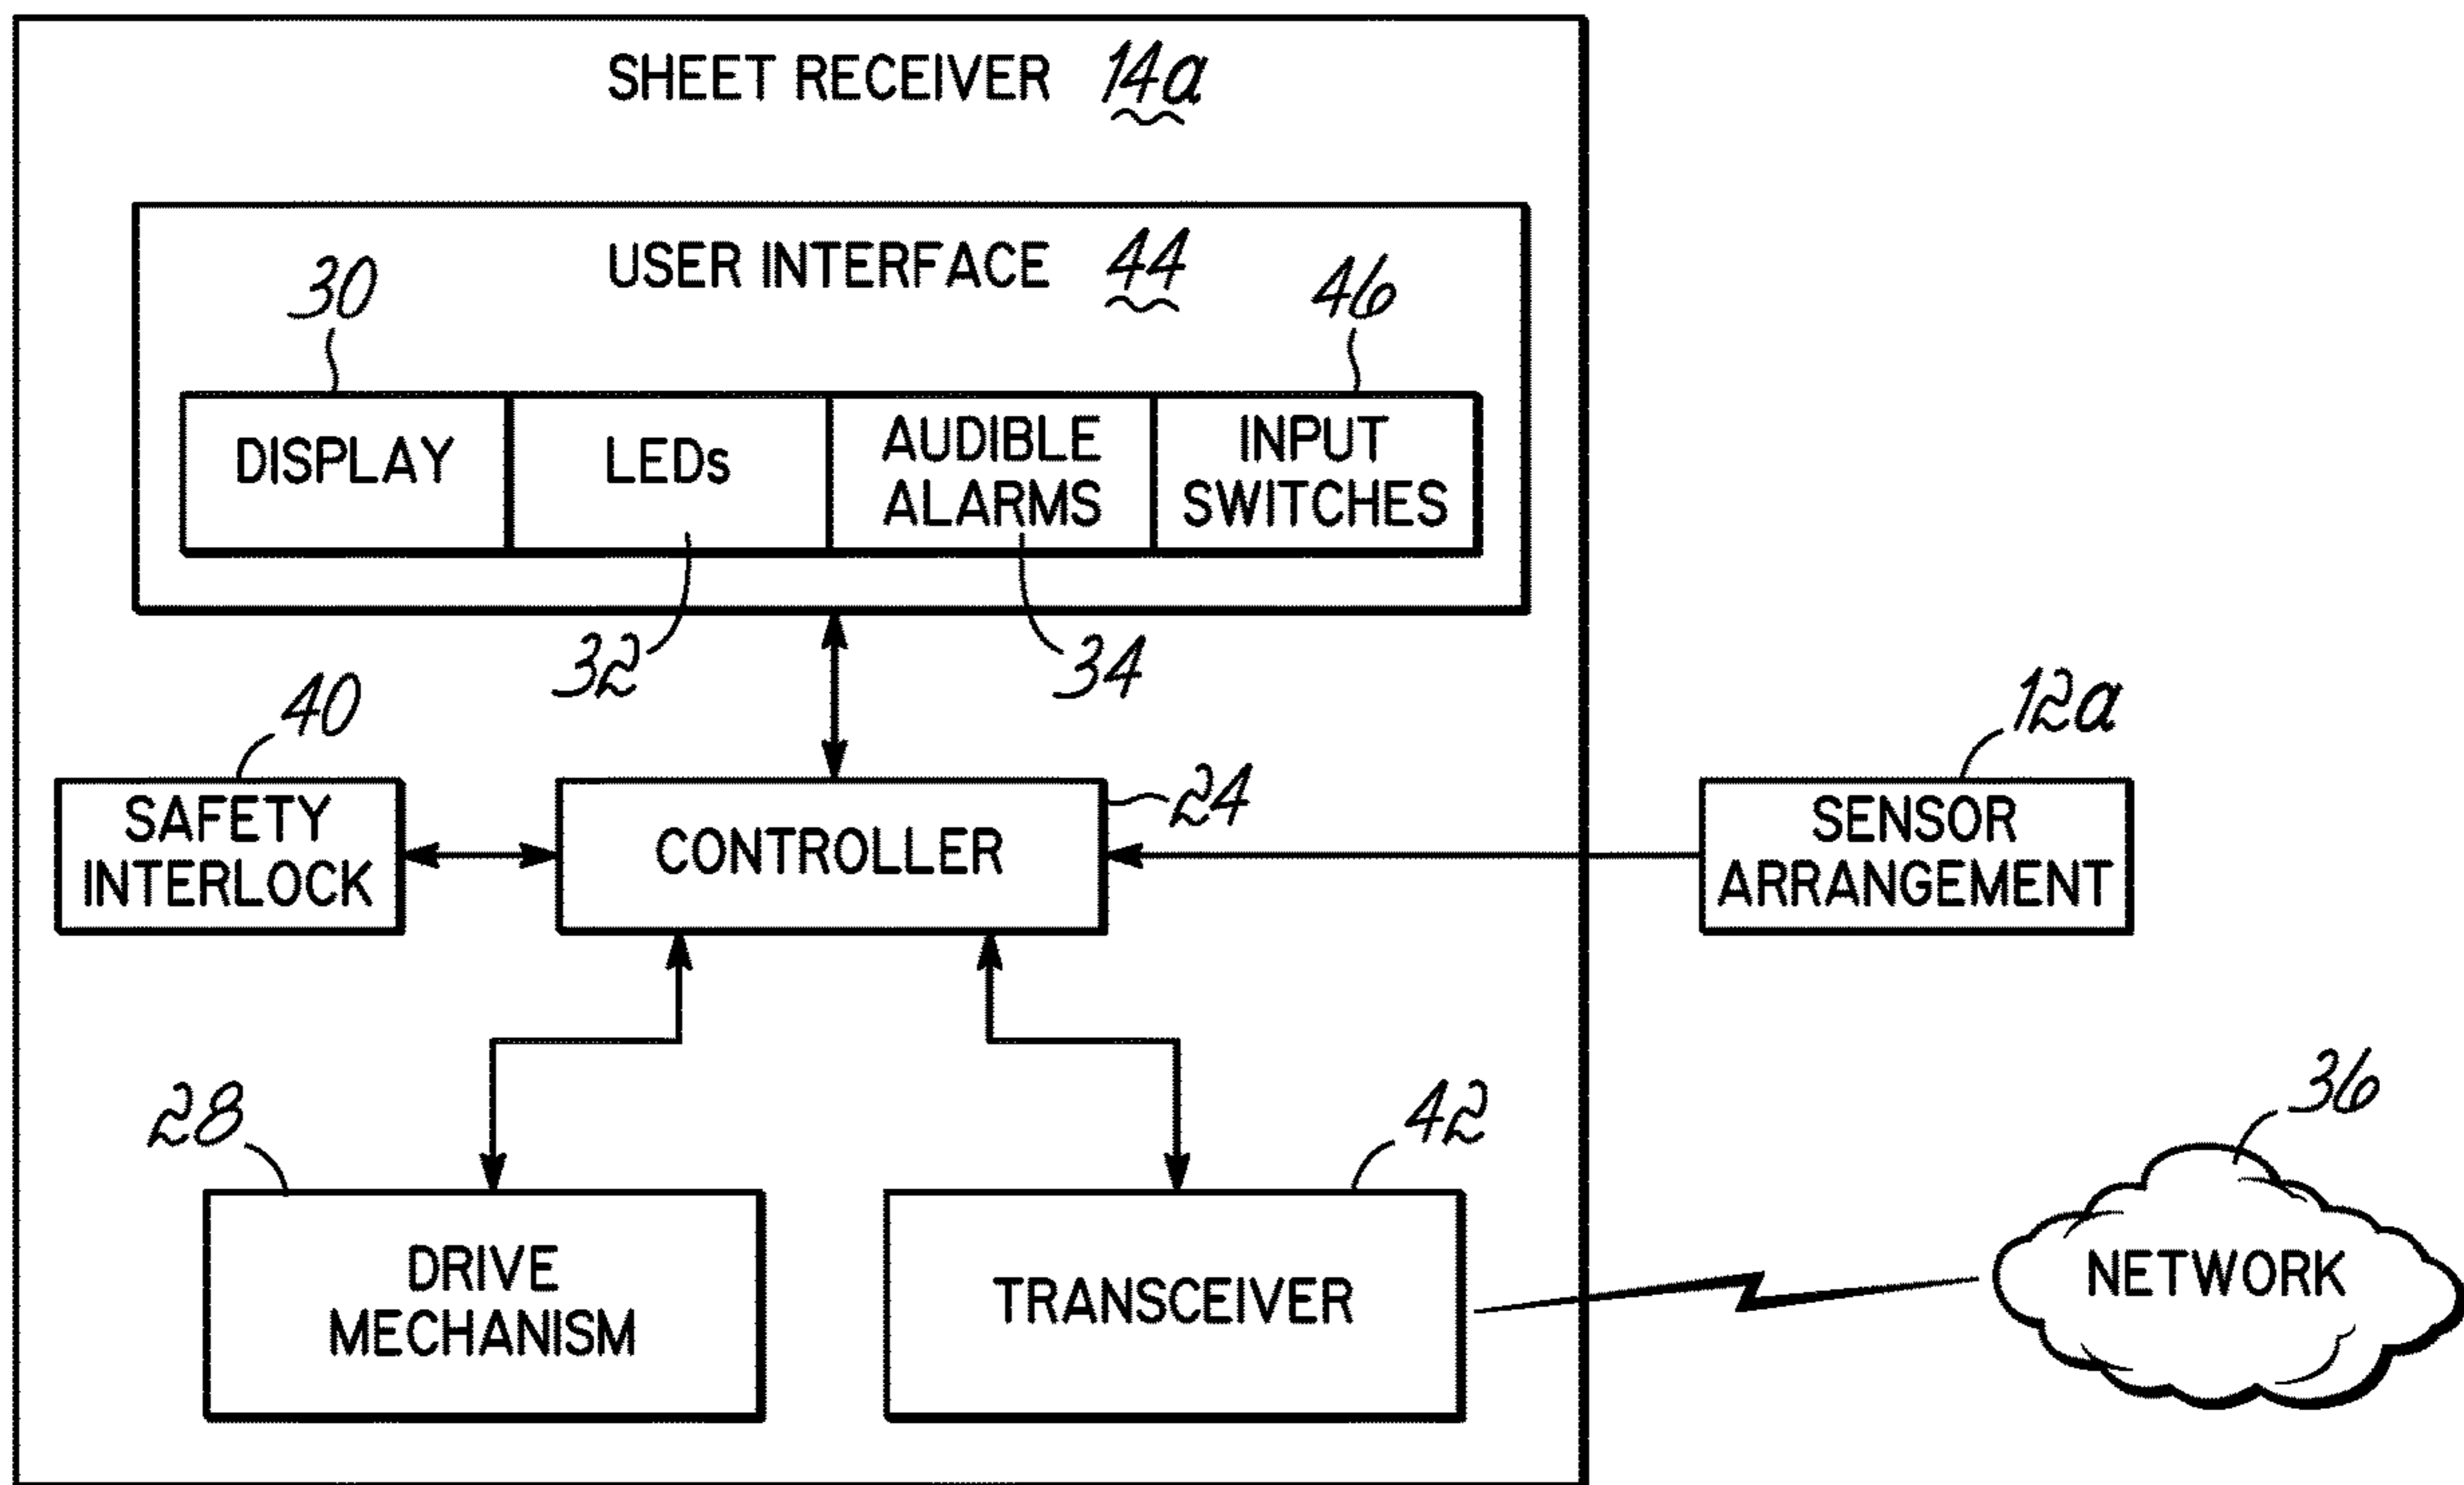 SHEET RECEIVER 14a
USER INTERFACE 44
30
46
DISPLAY
LEDs
AUDIBLE
ALARMS
INPUT
SWITCHES
32
34
40
12a
SAFETY
INTERLOCK
CONTROLLER
24
SENSOR
ARRANGEMENT
28
42
36
DRIVE
MECHANISM
TRANSCEIVER
NETWORK